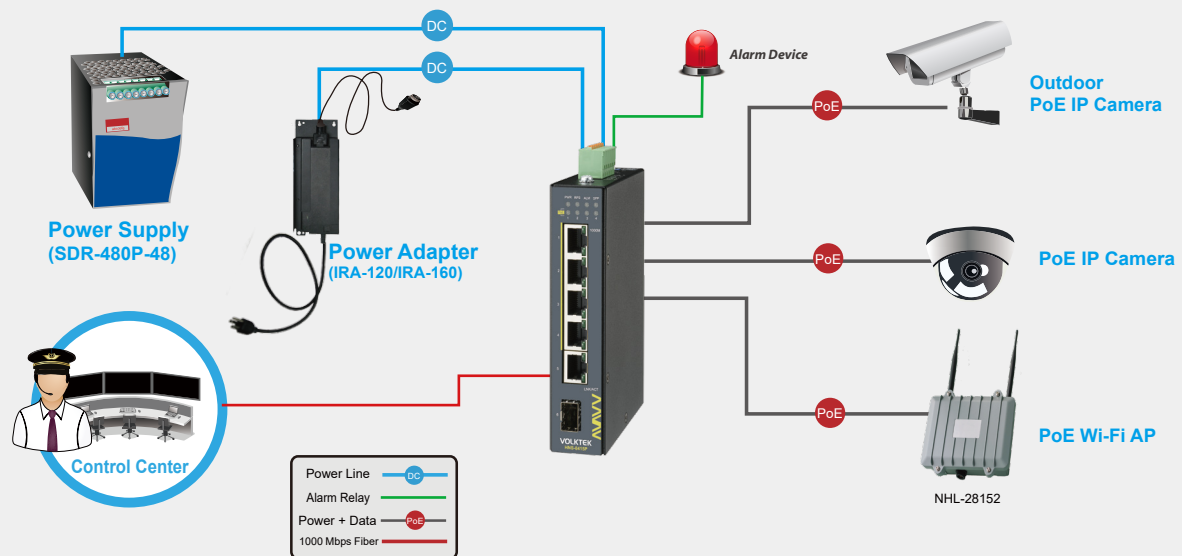 DC
DC
Alarm Device
PoE
Outdoor
PoE IP Camera
Power Supply
(SDR-480P-48)
Power Adapter
(IRA-120/IRA-160)
PoE
PoE IP Camera
VOLKTEK
Control Center
PoE
PoE Wi-Fi AP
NHL-28152
Power Line
DC
Alarm Relay
Power + Data
PoE
1000 Mbps Fiber